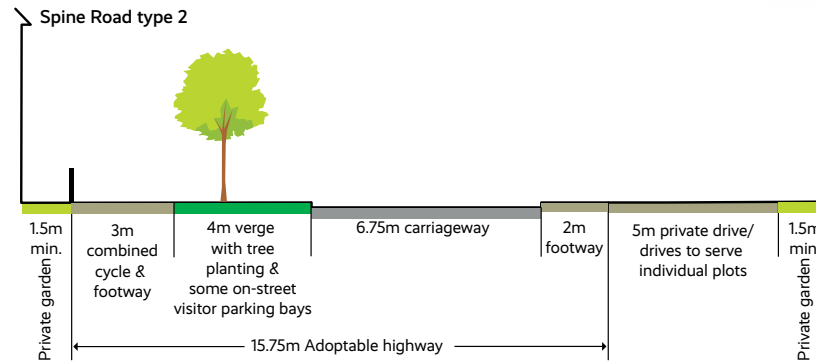 Spine Road type 2
1.5m
min.
Private garden
3m
combined
cycle &
footway
4m verge
with tree
planting &
some on-street
visitor parking bays
6.75m carriageway
2m
footway
5m private drive/
drives to serve
individual plots
1.5m
min.
Private garden
15.75m Adoptable highway